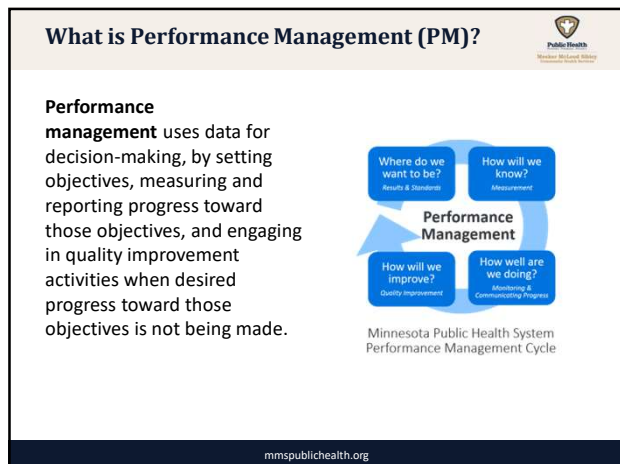 What is Performance Management (PM)?
Public Health
Meeker McLeod Sibley
Performance
management uses data for
decision-making, by setting
objectives, measuring and
reporting progress toward
those objectives, and engaging
in quality improvement
activities when desired
progress toward those
objectives is not being made.
Where do we
want to be?
Results & Standards
How will we
know?
Measurement
Performance
Management
How will we
improve?
Quality Improvement
How well are
we doing?
Monitoring &
Communicating Progress
Minnesota Public Health System
Performance Management Cycle
mmspublichealth.org